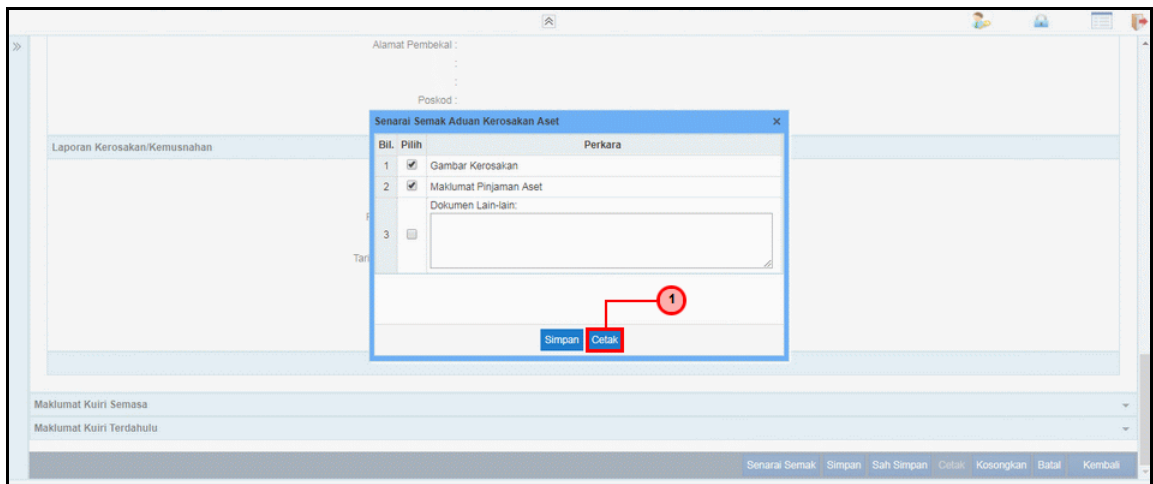 Alamat Pembekal :
:
:
Poskod :
Senarai Semak Aduan Kerosakan Aset x
Bil. Pilih Perkara
Laporan Kerosakan/Kemusnahan
1 Gambar Kerosakan
2 Maklumat Pinjaman Aset
Dokumen Lain-lain:
3
Tari
1
Simpan Cetak
Maklumat Kuiri Semasa
Maklumat Kuiri Terdahulu
Senarai Semak Simpan Sah Simpan Cetak Kosongkan Batal Kembali